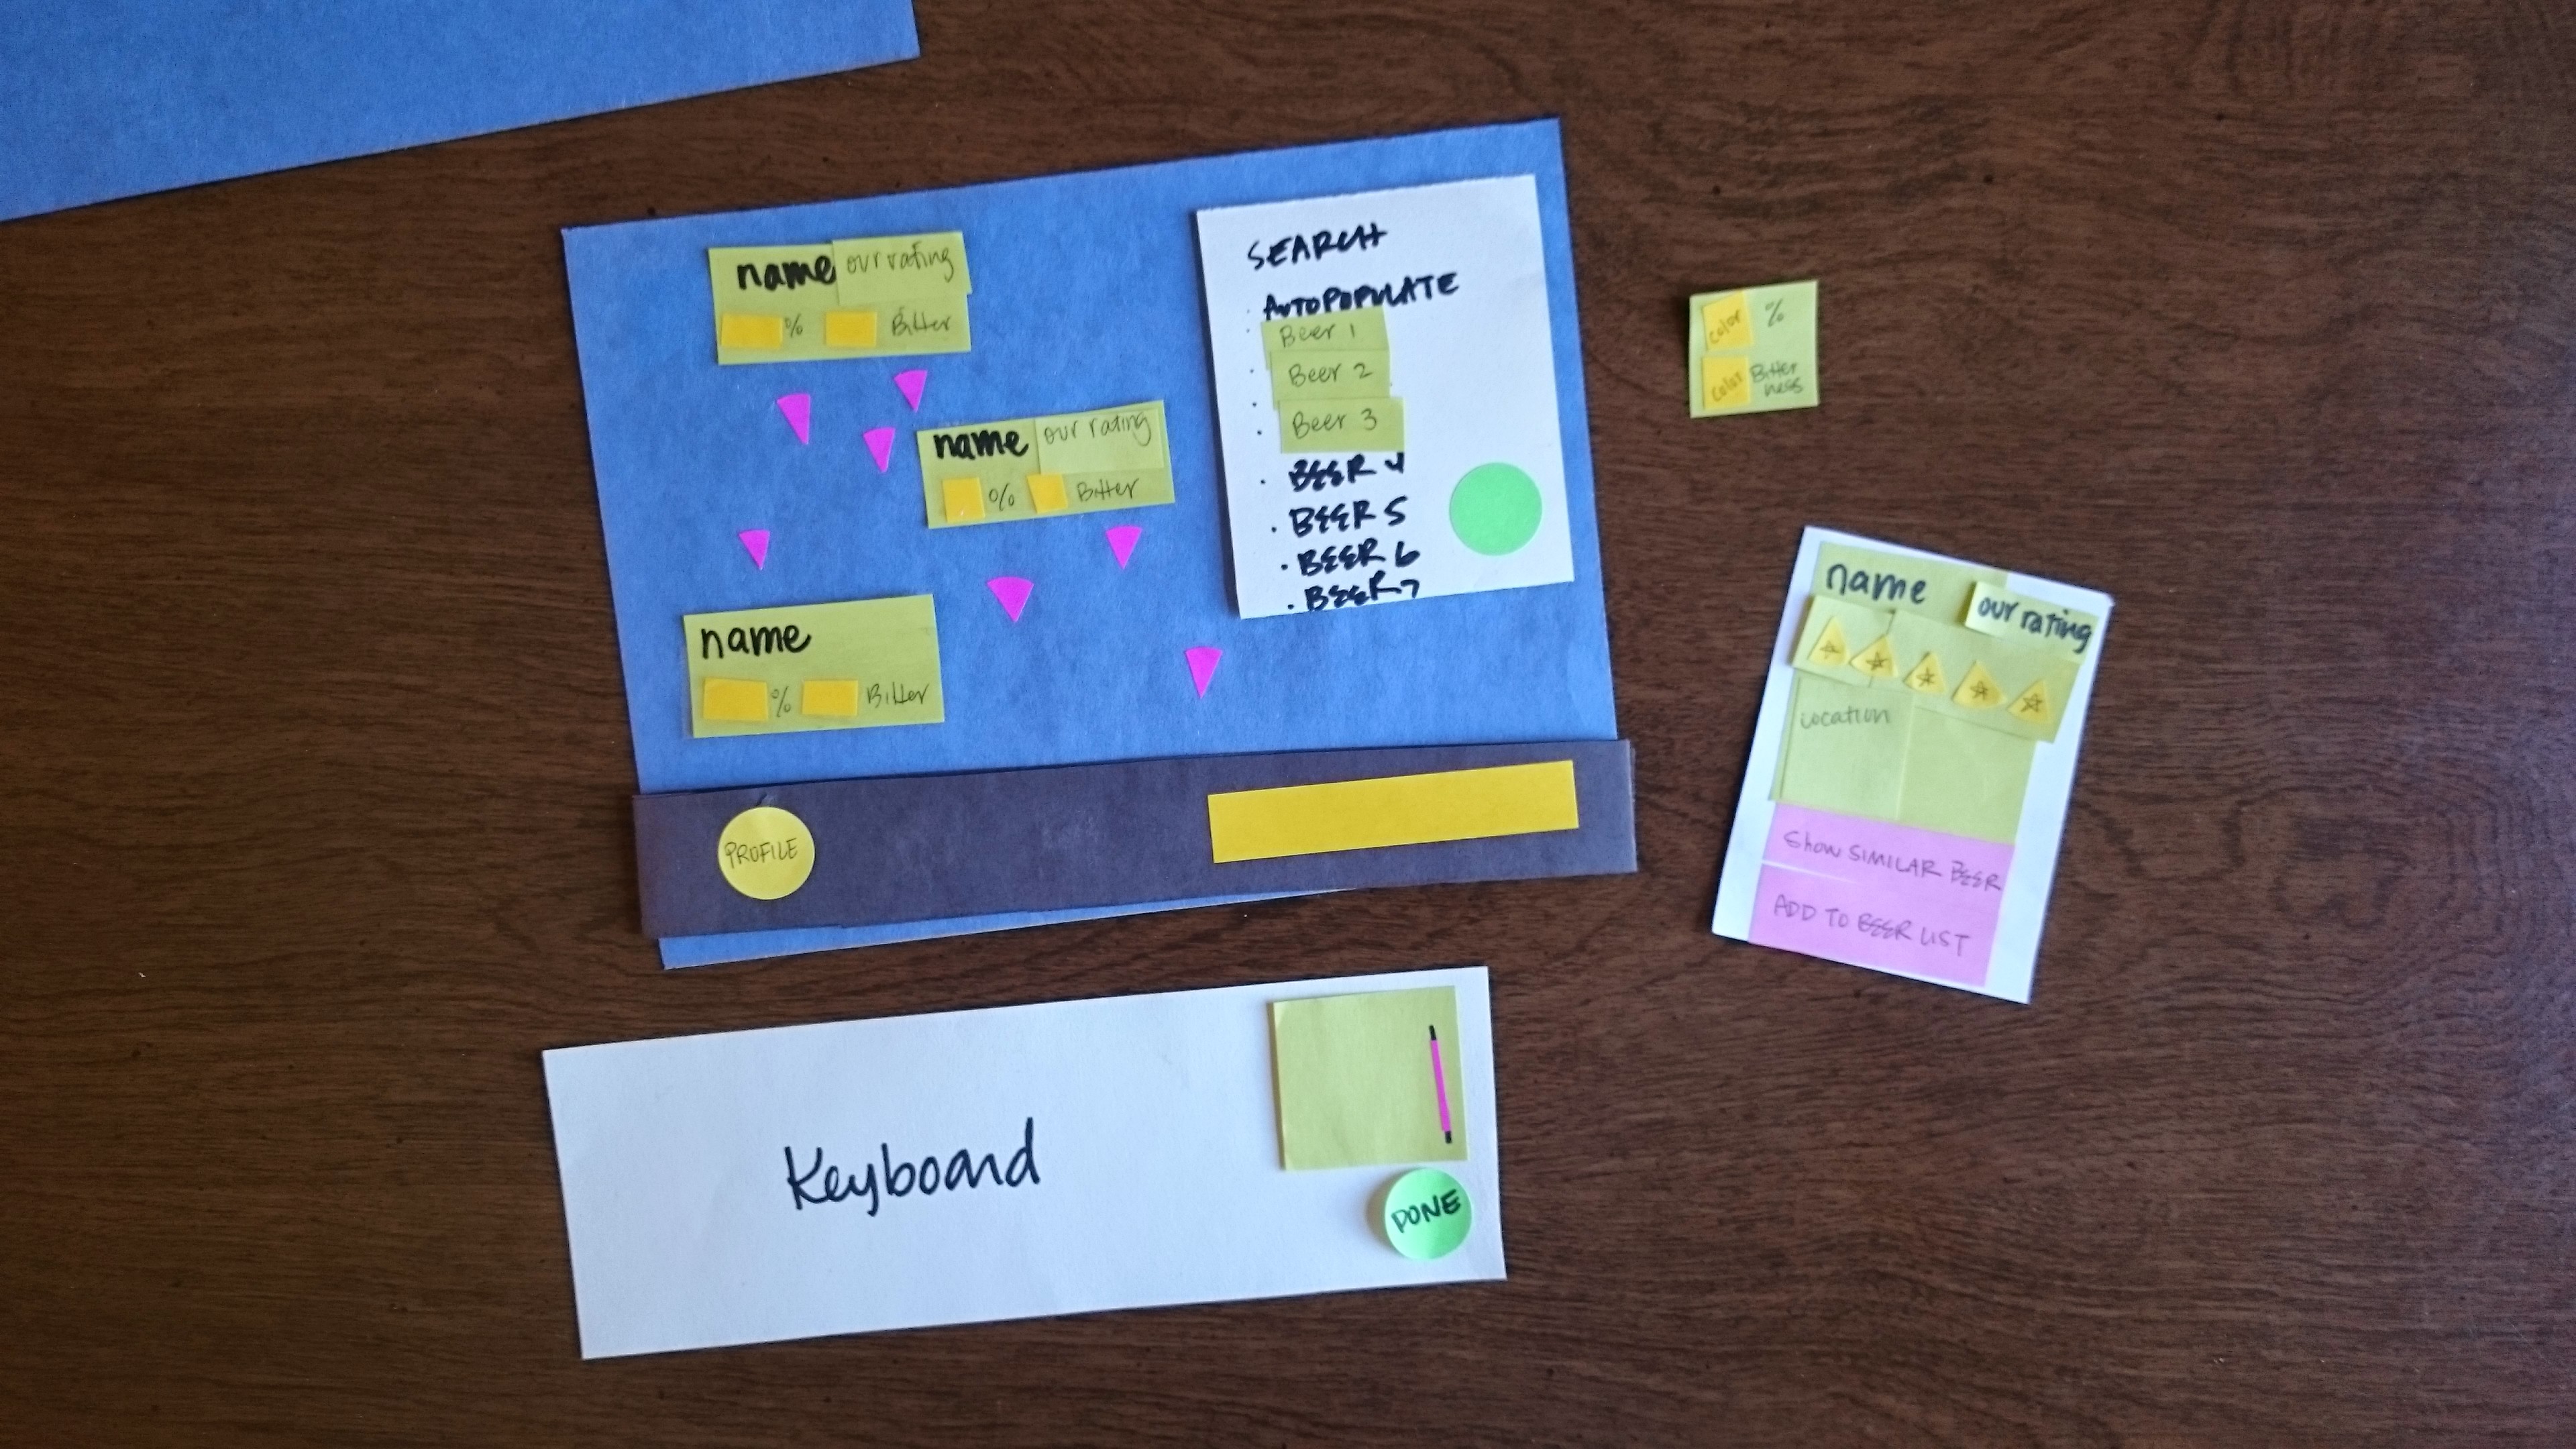 name our rating
% Bitter
name our rating
% Bitter
name
% Bitter
SEARCH
AUTOPOPULATE
Beer 1
Beer 2
Beer 3
· BEER 4
· BEER 5
· BEER 6
· BEER 7
PROFILE
color %
color Bitter
ness
name
our rating
Location
Show SIMILAR BEER
ADD TO BEER LIST
Keyboard
DONE